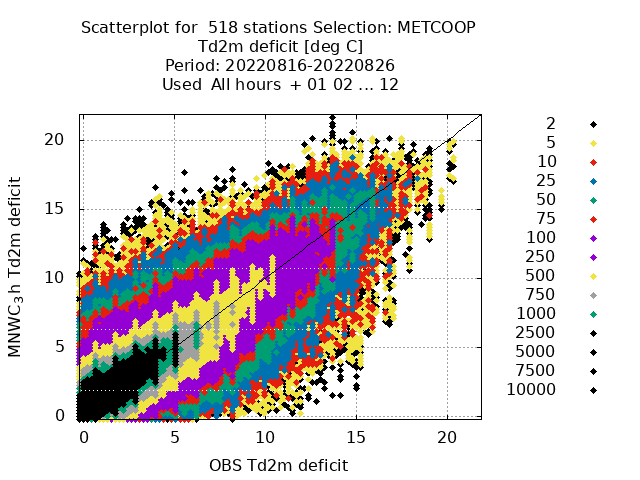 Scatterplot for 518 stations Selection: METCOOP
Td2m deficit [deg C]
Period: 20220816-20220826
Used All hours + 01 02 ... 12
MNWC_3 h Td2m deficit
20
15
10
5
0
0 5 10 15 20
OBS Td2m deficit
2
5
10
25
50
75
100
250
500
750
1000
2500
5000
7500
10000